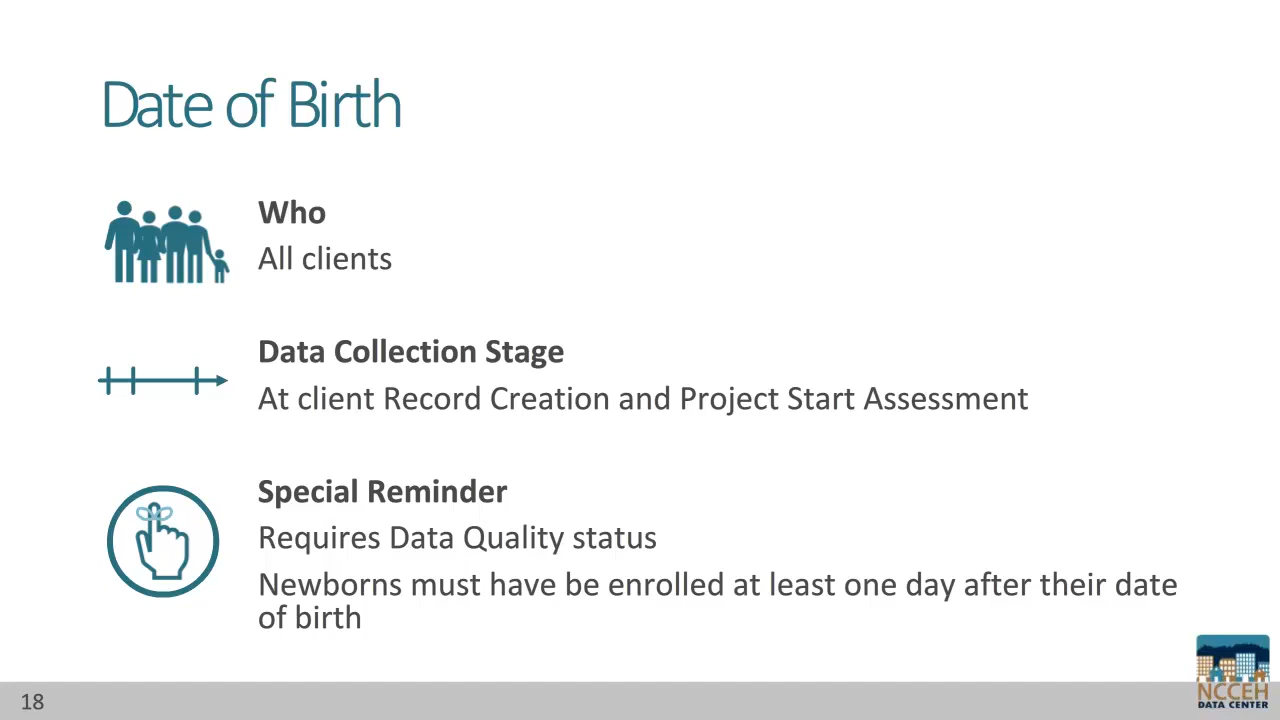 Date of Birth
Who
All clients
Data Collection Stage
At client Record Creation and Project Start Assessment
Special Reminder
Requires Data Quality status
Newborns must have be enrolled at least one day after their date
of birth
18
NCCEH
DATA CENTER